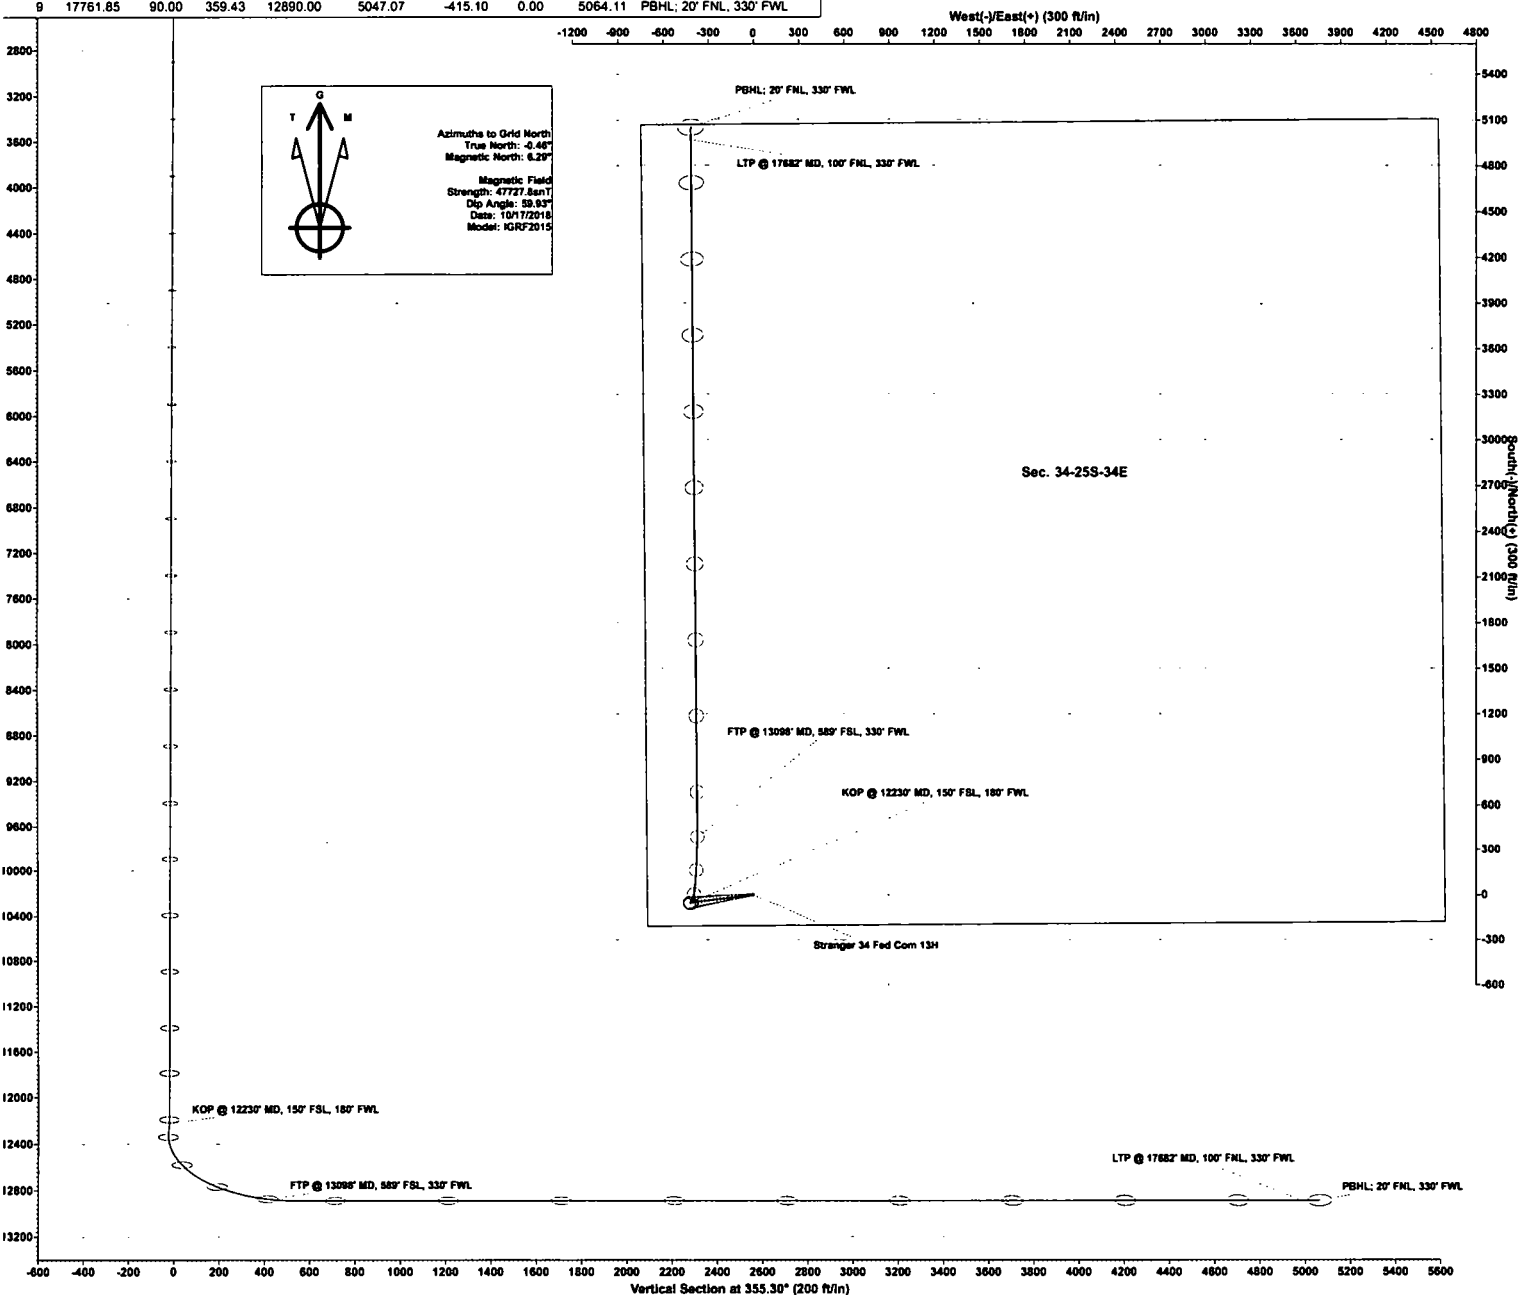 9 17761.85 90.00 359.43 12890.00 5047.07 -415.10 0.00 5064.11 PBHL; 20' FNL, 330' FWL
West(-)/East(+) (300 ft/in)
-1200 -900 -600 -300 0 300 600 900 1200 1500 1800 2100 2400 2700 3000 3300 3600 3900 4200 4500 4800
2800
3200
3600
4000
4400
4800
5200
5600
6000
6400
6800
7200
7600
8000
8400
8800
9200
9600
10000
10400
10800
11200
11600
12000
12400
12800
13200
G
T M
Azimuths to Grid North
True North: -0.46°
Magnetic North: 6.29°
Magnetic Field
Strength: 47727.8snT
Dip Angle: 59.93°
Date: 10/17/2018
Model: IGRF2015
PBHL; 20' FNL, 330' FWL
LTP @ 17682' MD, 100' FNL, 330' FWL
Sec. 34-25S-34E
FTP @ 13098' MD, 589' FSL, 330' FWL
KOP @ 12230' MD, 150' FSL, 180' FWL
Stranger 34 Fed Com 13H
5400
5100
4800
4500
4200
3900
3600
3300
3000
2700
2400
2100
1800
1500
1200
900
600
300
0
-300
-600
South(-)/North(+) (300 ft/in)
KOP @ 12230' MD, 150' FSL, 180' FWL
FTP @ 13098' MD, 589' FSL, 330' FWL
LTP @ 17682' MD, 100' FNL, 330' FWL
PBHL; 20' FNL, 330' FWL
-600 -400 -200 0 200 400 600 800 1000 1200 1400 1600 1800 2000 2200 2400 2600 2800 3000 3200 3400 3600 3800 4000 4200 4400 4600 4800 5000 5200 5400 5600
Vertical Section at 355.30° (200 ft/in)